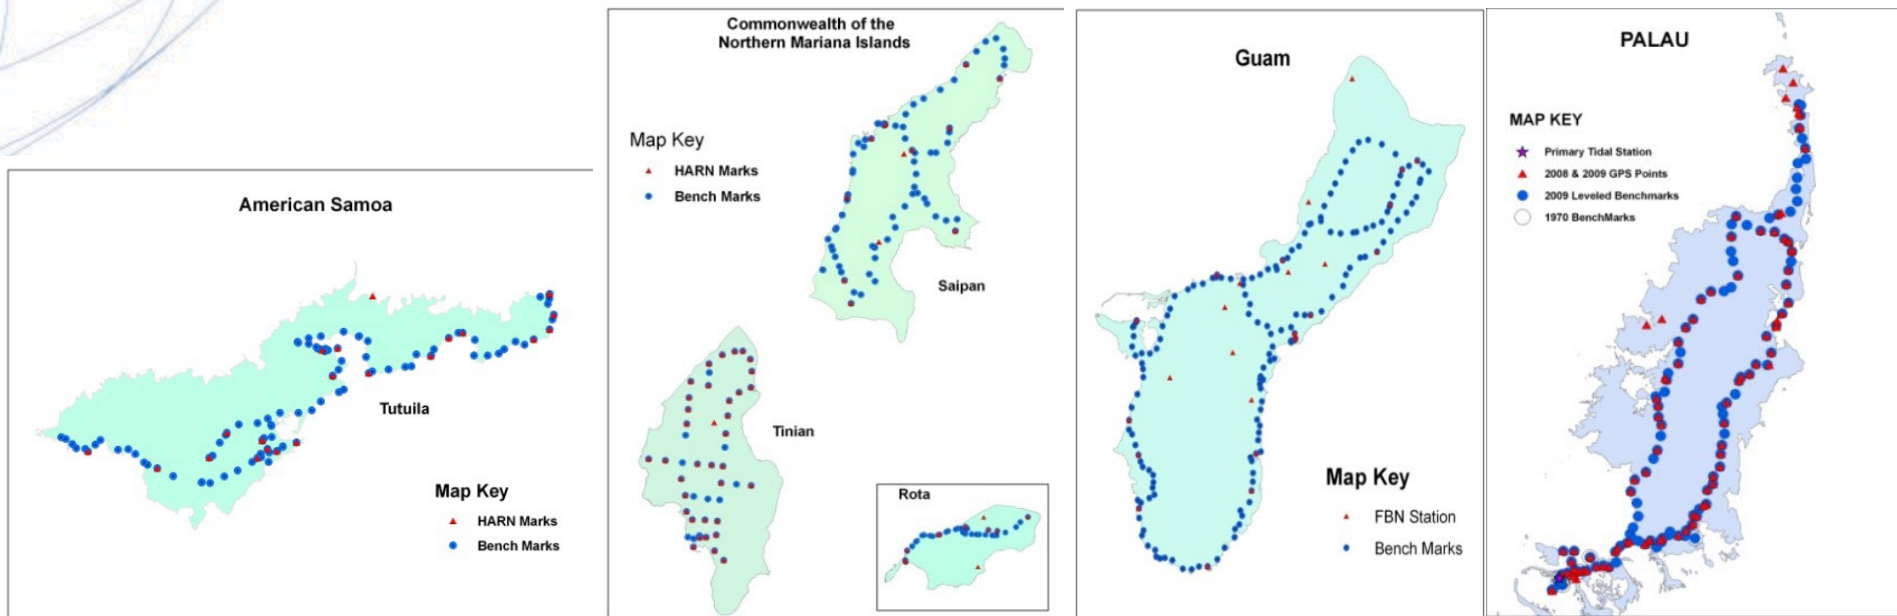 American Samoa
Tutuila
Map Key
HARN Marks
Bench Marks
Commonwealth of the
Northern Mariana Islands
Map Key
HARN Marks
Bench Marks
Saipan
Tinian
Rota
Guam
Map Key
FBN Station
Bench Marks
PALAU
MAP KEY
Primary Tidal Station
2008 & 2009 GPS Points
2009 Leveled Benchmarks
1970 BenchMarks